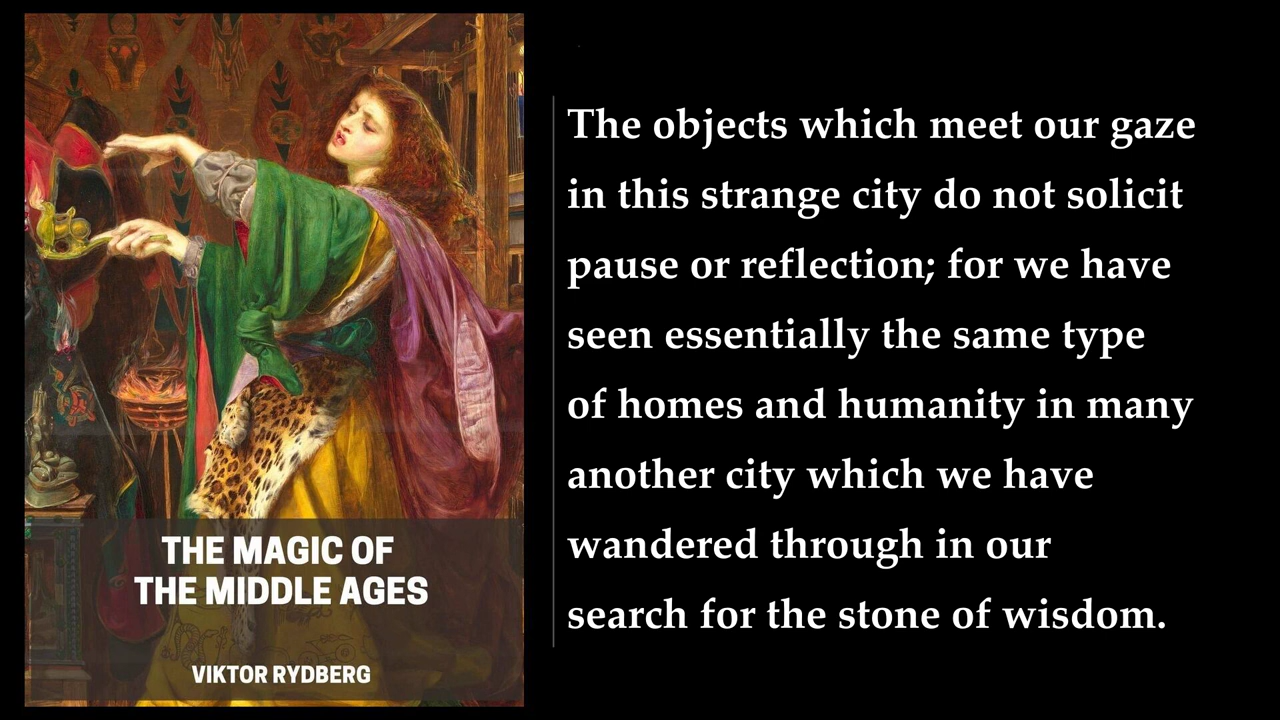 THE MAGIC OF
THE MIDDLE AGES
VIKTOR RYDBERG
The objects which meet our gaze
in this strange city do not solicit
pause or reflection; for we have
seen essentially the same type
of homes and humanity in many
another city which we have
wandered through in our
search for the stone of wisdom.